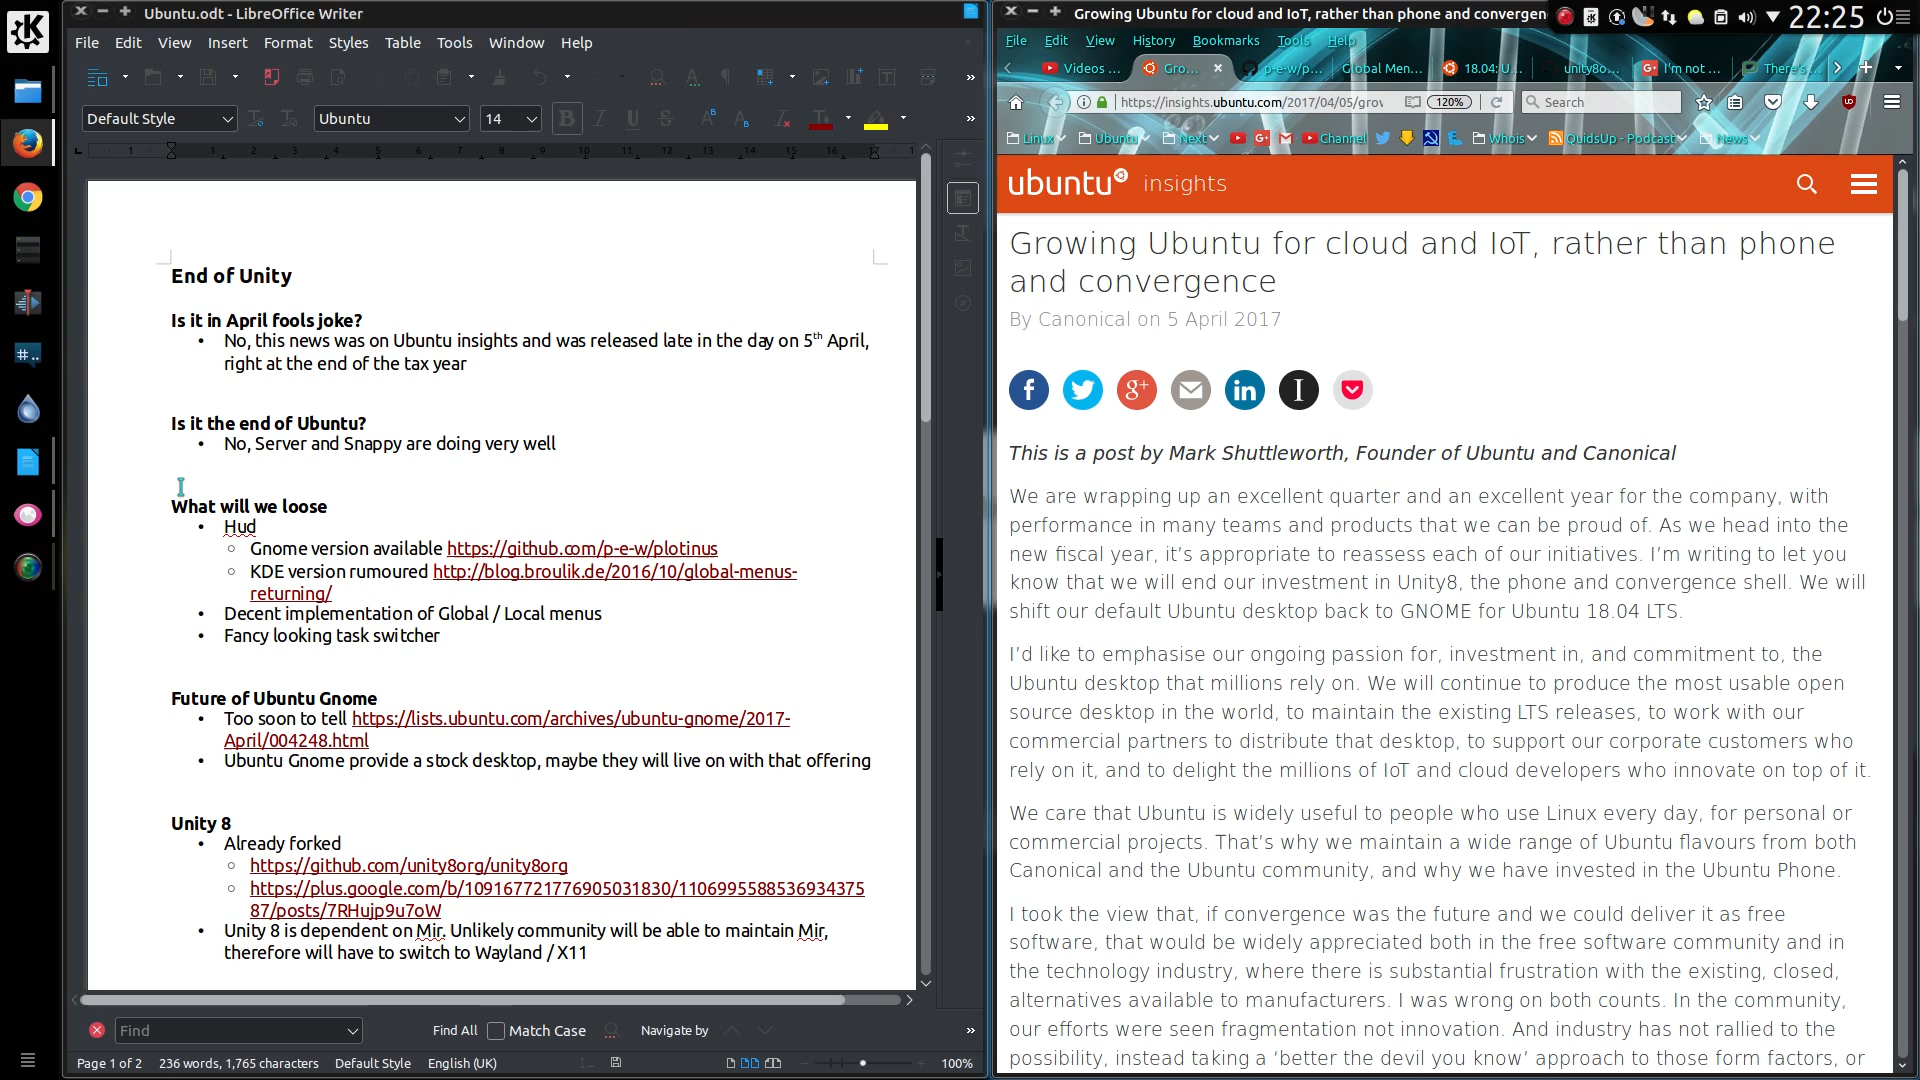 Ubuntu.odt - LibreOffice Writer
File Edit View Insert Format Styles Table Tools Window Help
Default Style Ubuntu 14
1 1 2 3 4 5 6 7 8 9 10 11 12 13 14 15 16 17 1
End of Unity
Is it in April fools joke?
• No, this news was on Ubuntu insights and was released late in the day on 5th April,
right at the end of the tax year
Is it the end of Ubuntu?
• No, Server and Snappy are doing very well
What will we loose
• Hud
◦ Gnome version available https://github.com/p-e-w/plotinus
◦ KDE version rumoured http://blog.broulik.de/2016/10/global-menus-
returning/
• Decent implementation of Global / Local menus
• Fancy looking task switcher
Future of Ubuntu Gnome
• Too soon to tell https://lists.ubuntu.com/archives/ubuntu-gnome/2017-
April/004248.html
• Ubuntu Gnome provide a stock desktop, maybe they will live on with that offering
Unity 8
• Already forked
◦ https://github.com/unity8org/unity8org
◦ https://plus.google.com/b/109167721776905031830/1106995588536934375
87/posts/7RHujp9u7oW
• Unity 8 is dependent on Mir. Unlikely community will be able to maintain Mir,
therefore will have to switch to Wayland / X11
Find Find All Match Case Navigate by
Page 1 of 2 236 words, 1,765 characters Default Style English (UK) 100%
Growing Ubuntu for cloud and IoT, rather than phone and convergen 22:25
File Edit View History Bookmarks Tools Help
Videos ... Gro... p-e-w/p... Global Men... 18.04: U... unity8o... I'm not ... There's...
https://insights.ubuntu.com/2017/04/05/grov 120% Search
Linux Ubuntu Next Channel Whois QuidsUp - Podcast News
ubuntu insights
Growing Ubuntu for cloud and IoT, rather than phone
and convergence
By Canonical on 5 April 2017
This is a post by Mark Shuttleworth, Founder of Ubuntu and Canonical
We are wrapping up an excellent quarter and an excellent year for the company, with
performance in many teams and products that we can be proud of. As we head into the
new fiscal year, it’s appropriate to reassess each of our initiatives. I’m writing to let you
know that we will end our investment in Unity8, the phone and convergence shell. We will
shift our default Ubuntu desktop back to GNOME for Ubuntu 18.04 LTS.
I’d like to emphasise our ongoing passion for, investment in, and commitment to, the
Ubuntu desktop that millions rely on. We will continue to produce the most usable open
source desktop in the world, to maintain the existing LTS releases, to work with our
commercial partners to distribute that desktop, to support our corporate customers who
rely on it, and to delight the millions of IoT and cloud developers who innovate on top of it.
We care that Ubuntu is widely useful to people who use Linux every day, for personal or
commercial projects. That’s why we maintain a wide range of Ubuntu flavours from both
Canonical and the Ubuntu community, and why we have invested in the Ubuntu Phone.
I took the view that, if convergence was the future and we could deliver it as free
software, that would be widely appreciated both in the free software community and in
the technology industry, where there is substantial frustration with the existing, closed,
alternatives available to manufacturers. I was wrong on both counts. In the community,
our efforts were seen fragmentation not innovation. And industry has not rallied to the
possibility, instead taking a ‘better the devil you know’ approach to those form factors, or